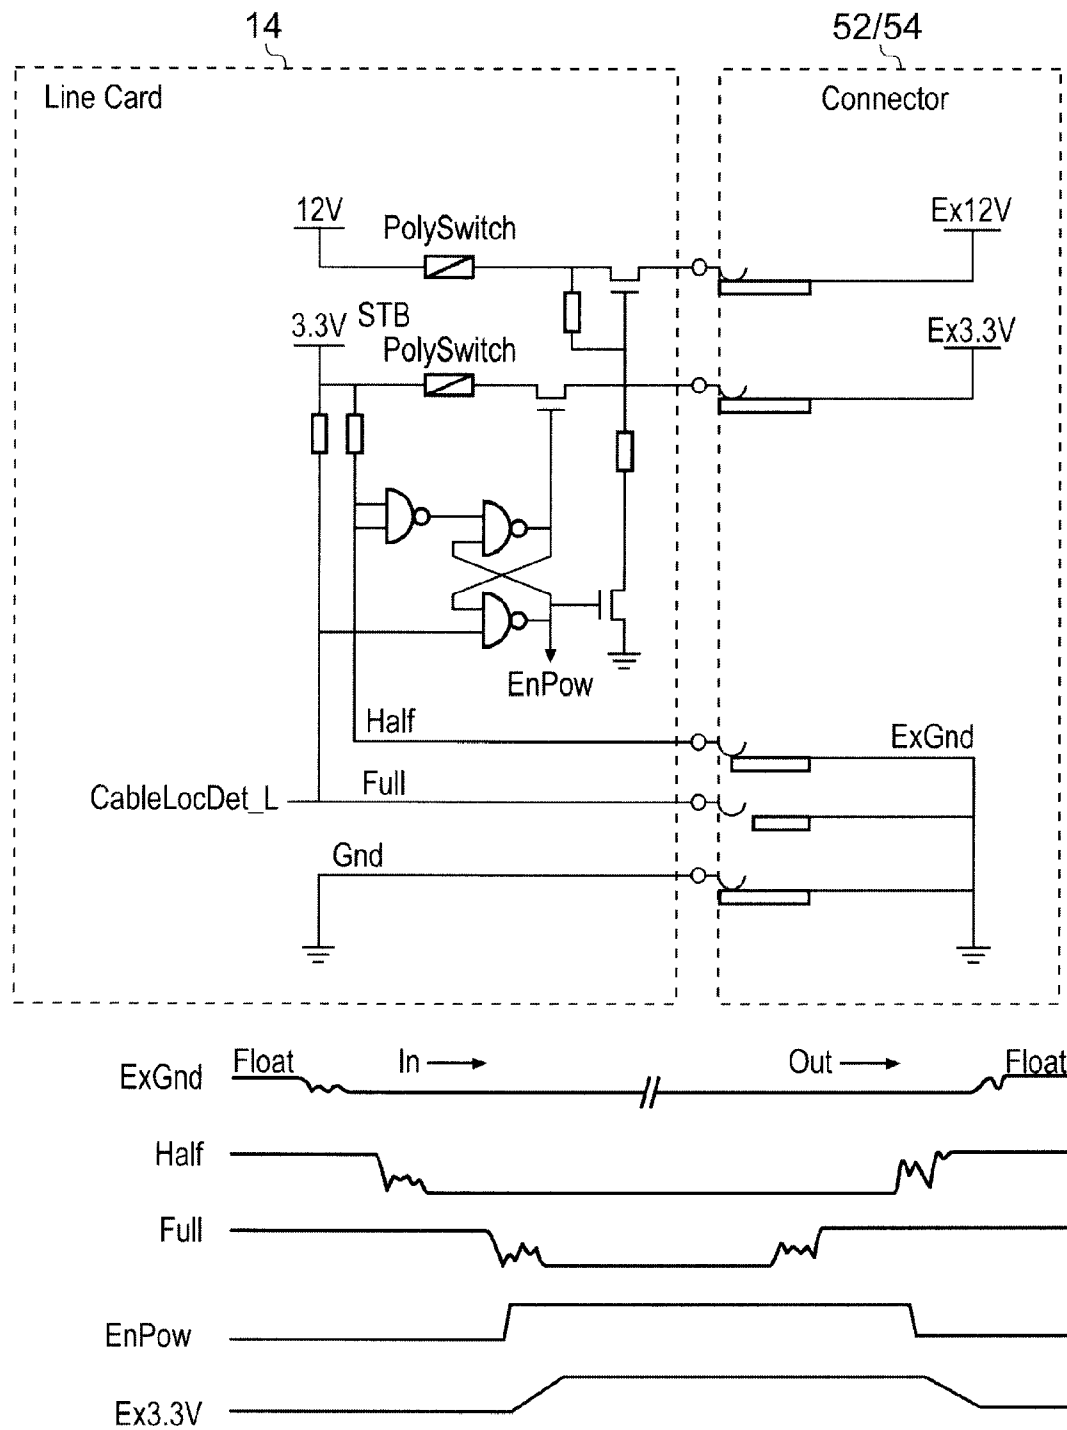 14
52/54
Line Card
Connector
12V
PolySwitch
Ex12V
STB
3.3V
PolySwitch
Ex3.3V
EnPow
Half
ExGnd
Full
CableLocDet_L
Gnd
ExGnd
Float
In
Out
Float
Half
Full
EnPow
Ex3.3V